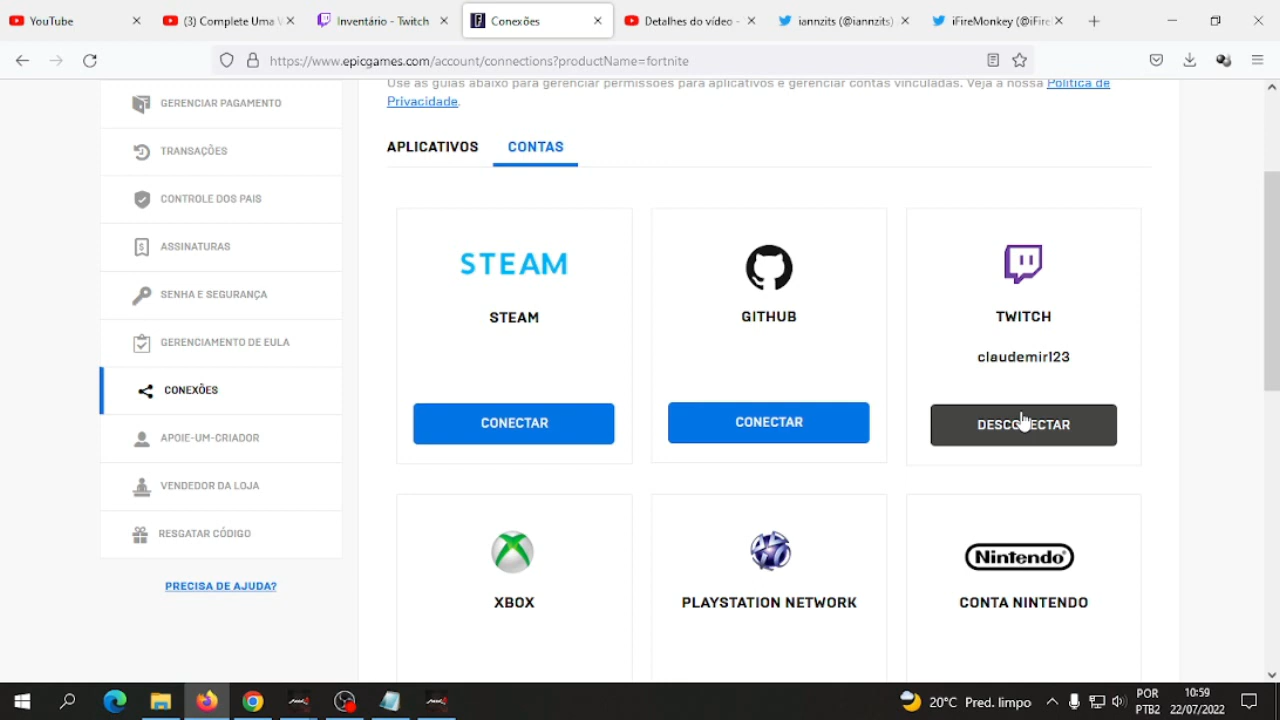 YouTube
(3) Complete Uma V
Inventário - Twitch
Conexões
Detalhes do vídeo -
iannzits (@iannzits)
iFireMonkey (@iFire
https://www.epicgames.com/account/connections?productName=fortnite
Use as guias abaixo para gerenciar permissões para aplicativos e gerenciar contas vinculadas. Veja a nossa Política de
Privacidade.
GERENCIAR PAGAMENTO
TRANSAÇÕES
CONTROLE DOS PAIS
ASSINATURAS
SENHA E SEGURANÇA
GERENCIAMENTO DE EULA
CONEXÕES
APOIE-UM-CRIADOR
VENDEDOR DA LOJA
RESGATAR CÓDIGO
PRECISA DE AJUDA?
APLICATIVOS CONTAS
STEAM
STEAM
CONECTAR
GITHUB
CONECTAR
TWITCH
claudemir123
DESCONECTAR
XBOX
PLAYSTATION NETWORK
Nintendo
CONTA NINTENDO
20°C Pred. limpo
POR
PTB2
10:59
22/07/2022